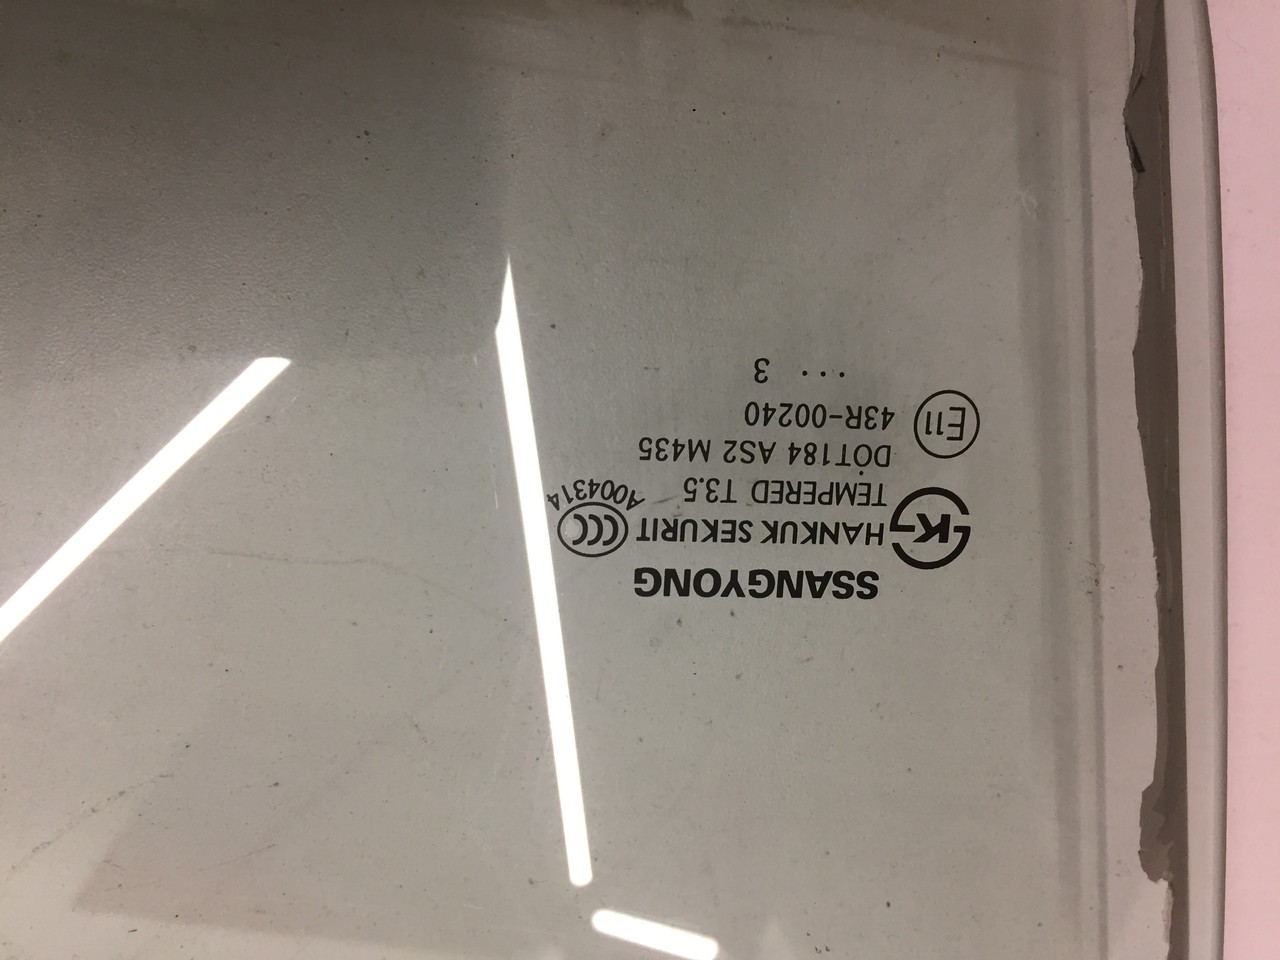 SSANGYONG
HANKUK SEKURIT CCC
TEMPERED T3.5 A004314
DOT184 AS2 M435
E11 43R-00240
... 3